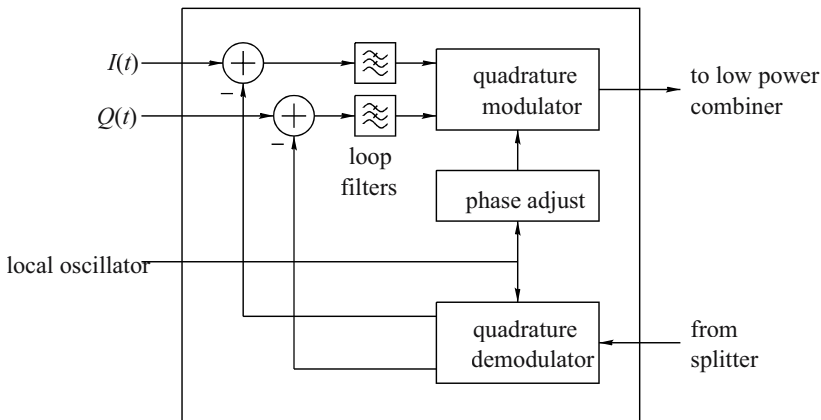 I(t)
+
−
quadrature
modulator
to low power
combiner
Q(t)
+
−
loop
filters
phase adjust
local oscillator
quadrature
demodulator
from
splitter